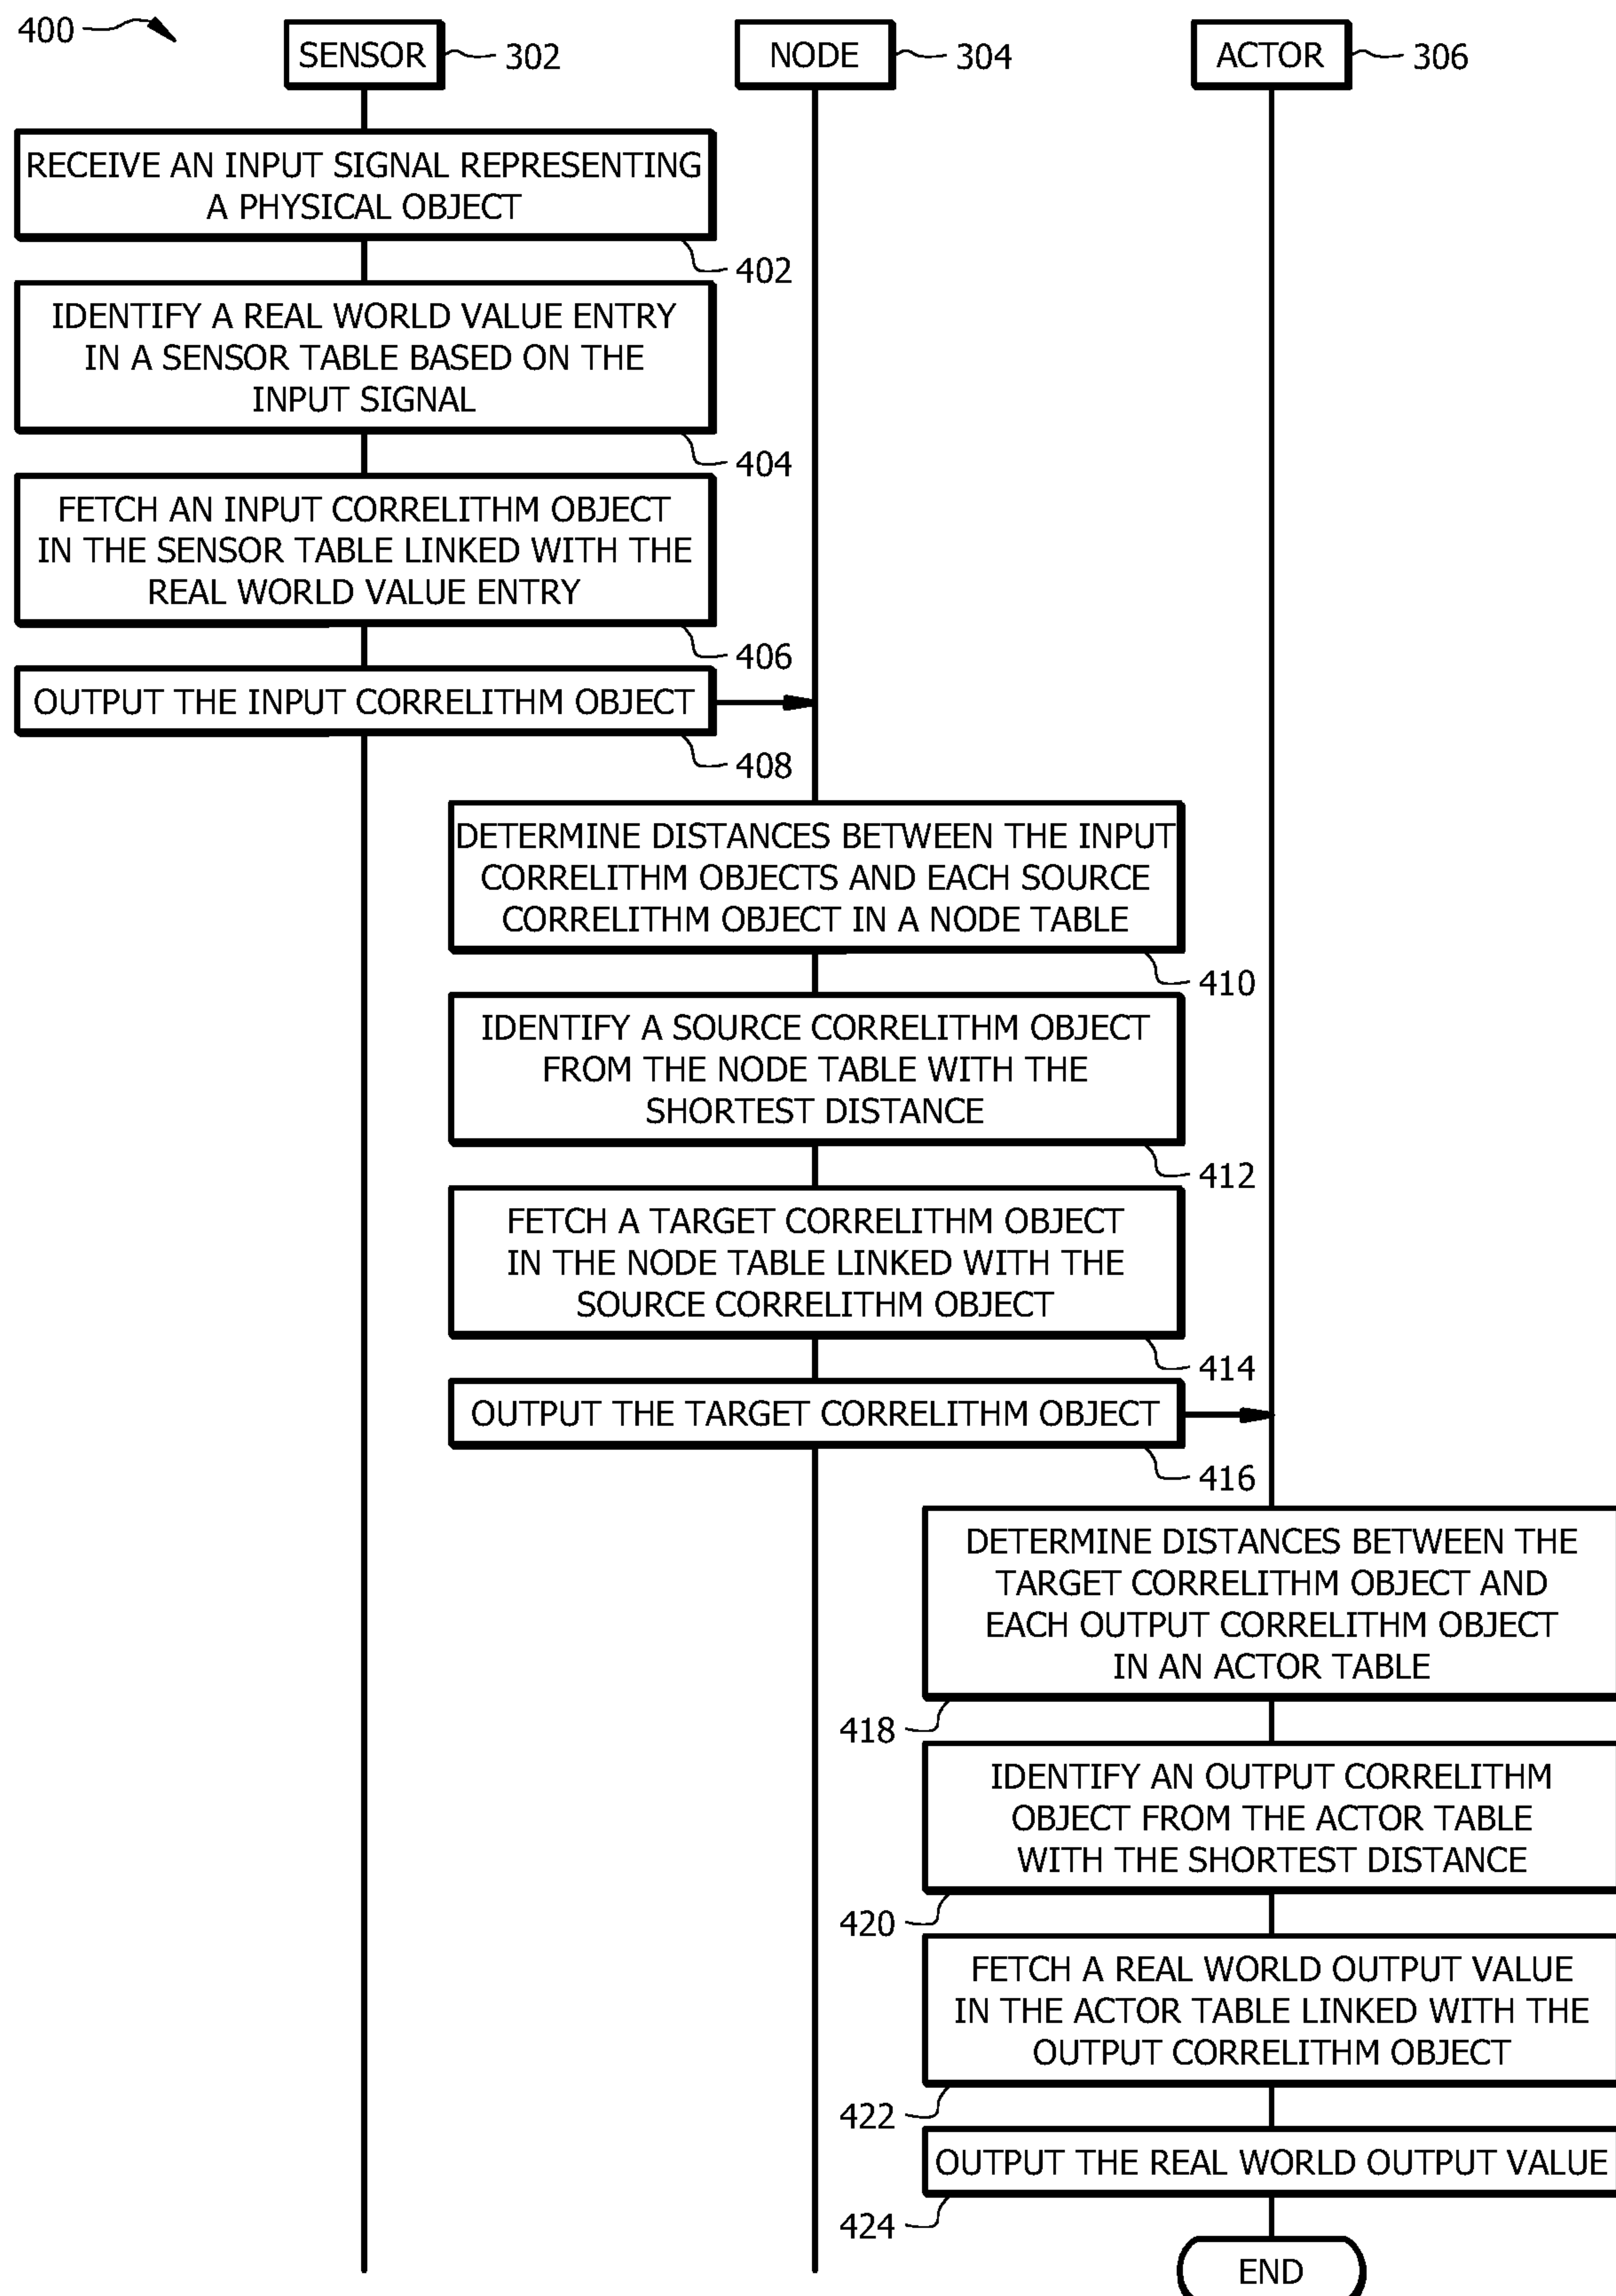 400
SENSOR 302
NODE 304
ACTOR 306
RECEIVE AN INPUT SIGNAL REPRESENTING
A PHYSICAL OBJECT
402
IDENTIFY A REAL WORLD VALUE ENTRY
IN A SENSOR TABLE BASED ON THE
INPUT SIGNAL
404
FETCH AN INPUT CORRELITHM OBJECT
IN THE SENSOR TABLE LINKED WITH THE
REAL WORLD VALUE ENTRY
406
OUTPUT THE INPUT CORRELITHM OBJECT
408
DETERMINE DISTANCES BETWEEN THE INPUT
CORRELITHM OBJECTS AND EACH SOURCE
CORRELITHM OBJECT IN A NODE TABLE
410
IDENTIFY A SOURCE CORRELITHM OBJECT
FROM THE NODE TABLE WITH THE
SHORTEST DISTANCE
412
FETCH A TARGET CORRELITHM OBJECT
IN THE NODE TABLE LINKED WITH THE
SOURCE CORRELITHM OBJECT
414
OUTPUT THE TARGET CORRELITHM OBJECT
416
DETERMINE DISTANCES BETWEEN THE
TARGET CORRELITHM OBJECT AND
EACH OUTPUT CORRELITHM OBJECT
IN AN ACTOR TABLE
418
IDENTIFY AN OUTPUT CORRELITHM
OBJECT FROM THE ACTOR TABLE
WITH THE SHORTEST DISTANCE
420
FETCH A REAL WORLD OUTPUT VALUE
IN THE ACTOR TABLE LINKED WITH THE
OUTPUT CORRELITHM OBJECT
422
OUTPUT THE REAL WORLD OUTPUT VALUE
424
END